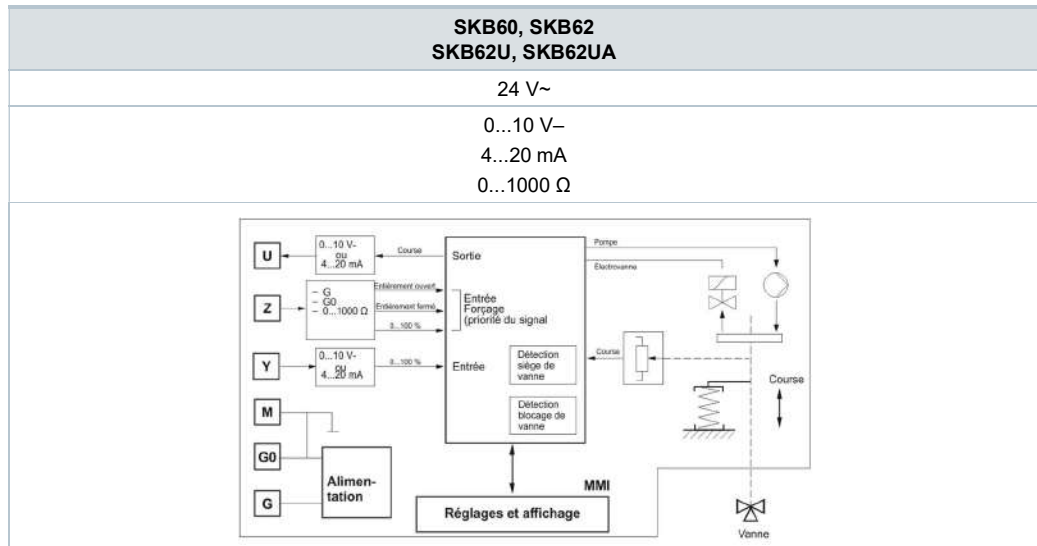 SKB60, SKB62
SKB62U, SKB62UA
24 V~
0...10 V–
4...20 mA
0...1000 Ω
U
0...10 V-
ou
4...20 mA
Course
Sortie
Pompe
Électrovanne
Z
– G
– G0
– 0...1000 Ω
Entièrement ouvert
Entièrement fermé
0...100 %
Entrée
Forçage
(priorité du signal
Y
0...10 V-
ou
4...20 mA
0...100 %
Entrée
Détection
siège de
vanne
Course
Course
Détection
blocage de
vanne
M
G0
G
Alimen-
tation
MMI
Réglages et affichage
Vanne